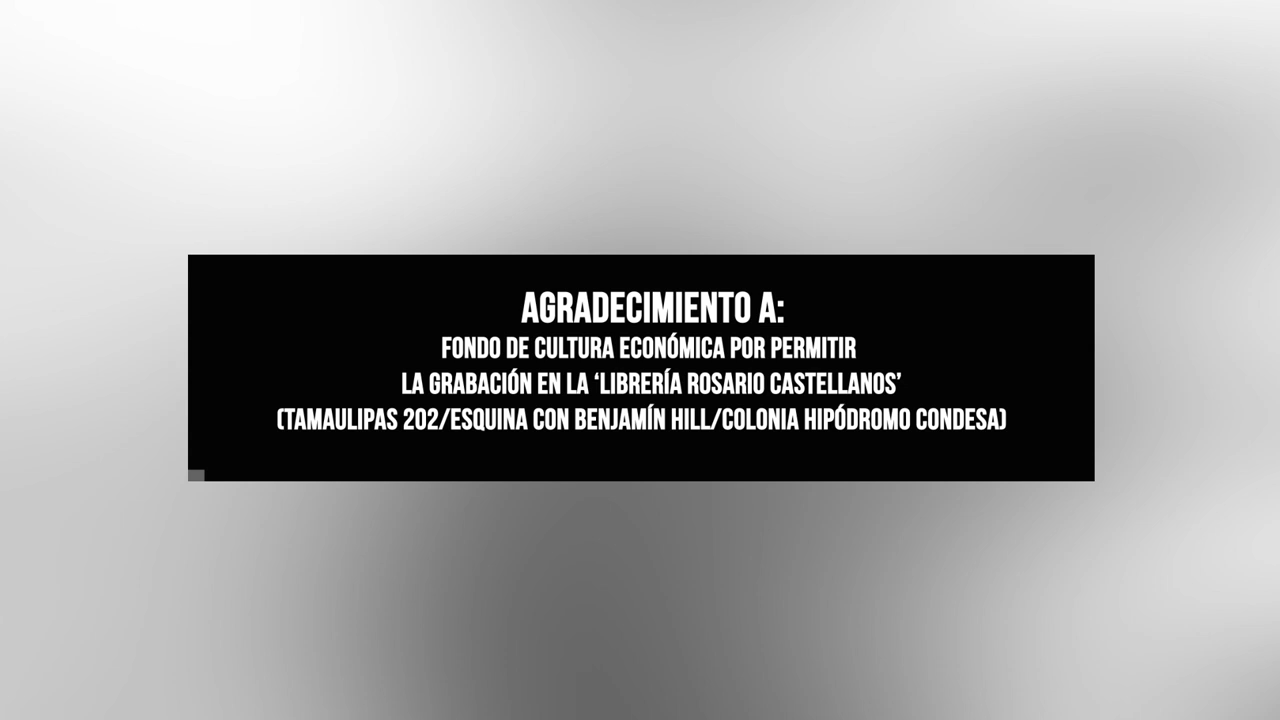 AGRADECIMIENTO A:
FONDO DE CULTURA ECONÓMICA POR PERMITIR
LA GRABACIÓN EN LA ‘LIBRERÍA ROSARIO CASTELLANOS’
(TAMAULIPAS 202/ESQUINA CON BENJAMÍN HILL/COLONIA HIPÓDROMO CONDESA)